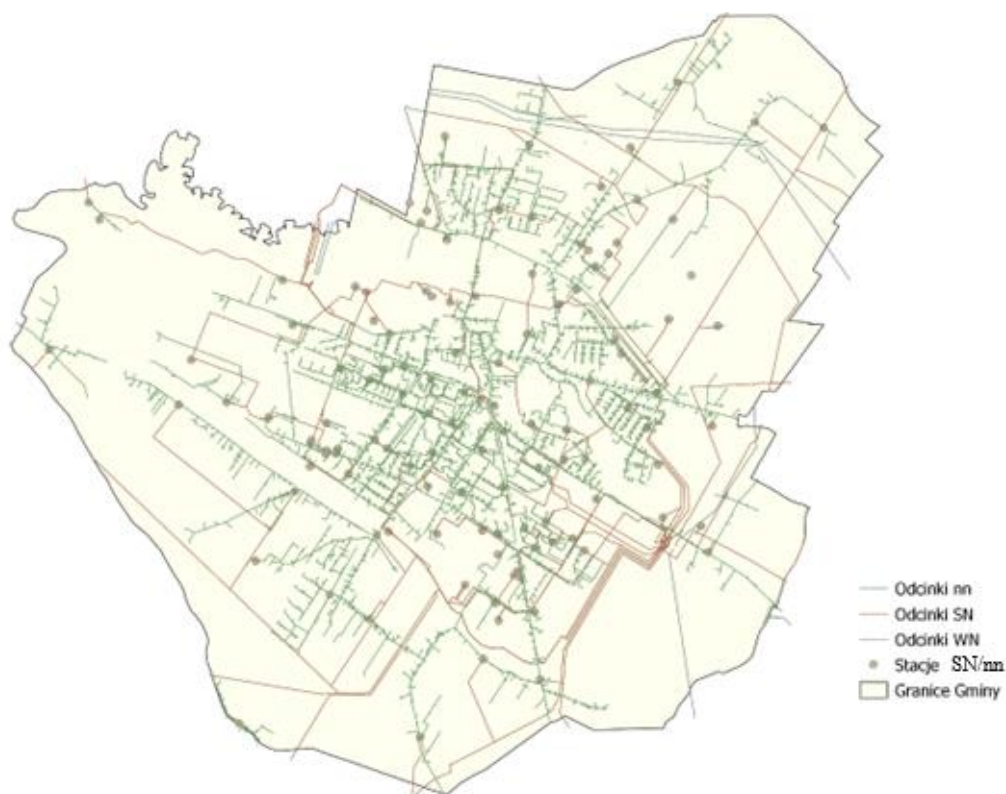 Odcinki nn
Odcinki SN
Odcinki WN
Stacje SN/nn
Granice Gminy